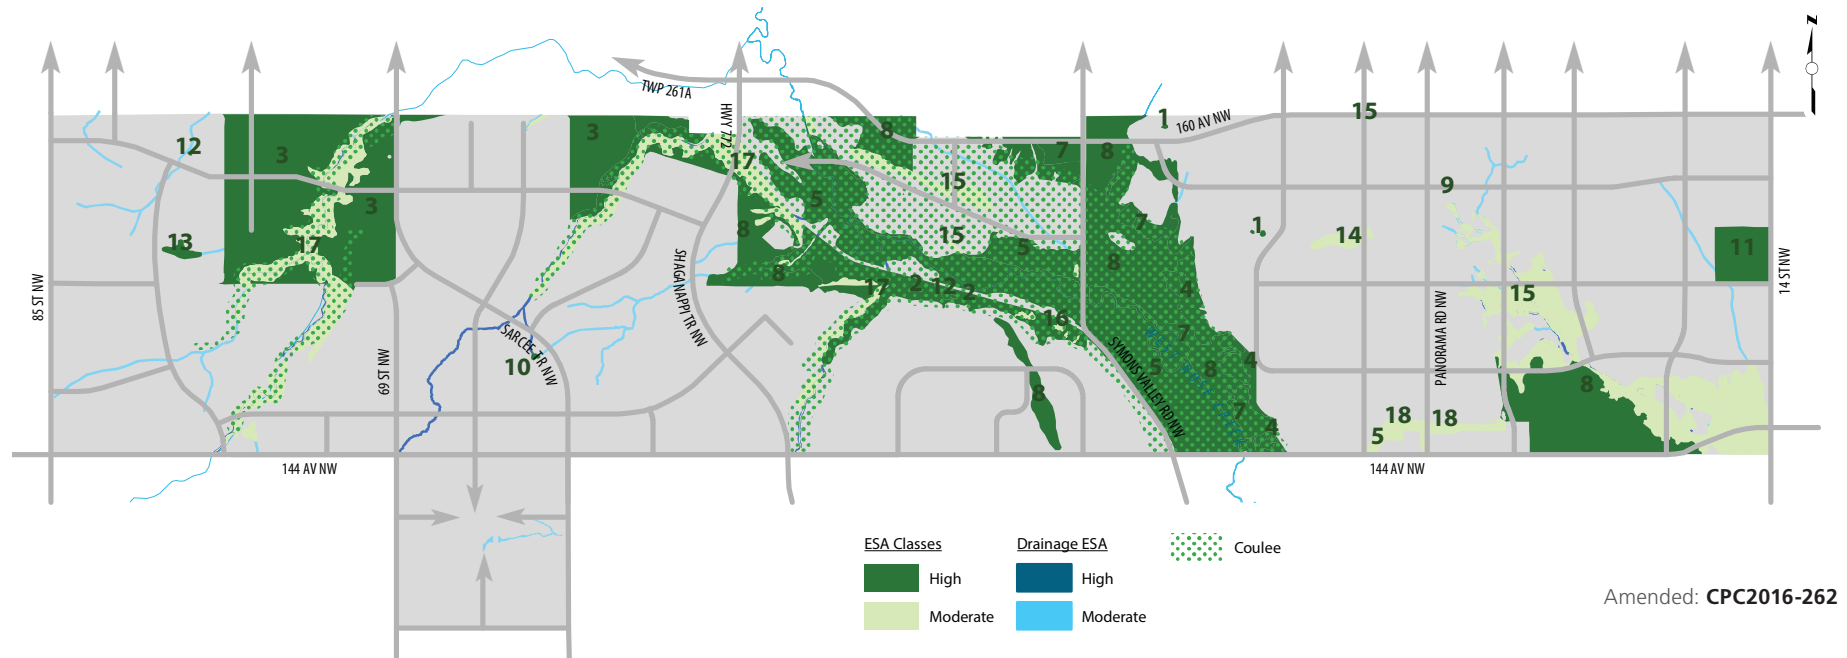 N
TWP 261A
HWY 772
1
15
160 AV NW
12
3
3
8
7
8
17
15
9
3
5
7
1
14
11
13
17
8
15
5
8
8
4
17
2
12
2
15
85 ST NW
SHAGANAPPI TR NW
14 ST NW
16
7
SARCEE TR NW
10
69 ST NW
SYMONS VALLEY RD NW
WEST NOSE CREEK
5
8
4
PANORAMA RD NW
8
8
7
4
18
18
5
144 AV NW
144 AV NW
ESA Classes
Drainage ESA
Coulee
High
High
Moderate
Moderate
Amended: CPC2016-262